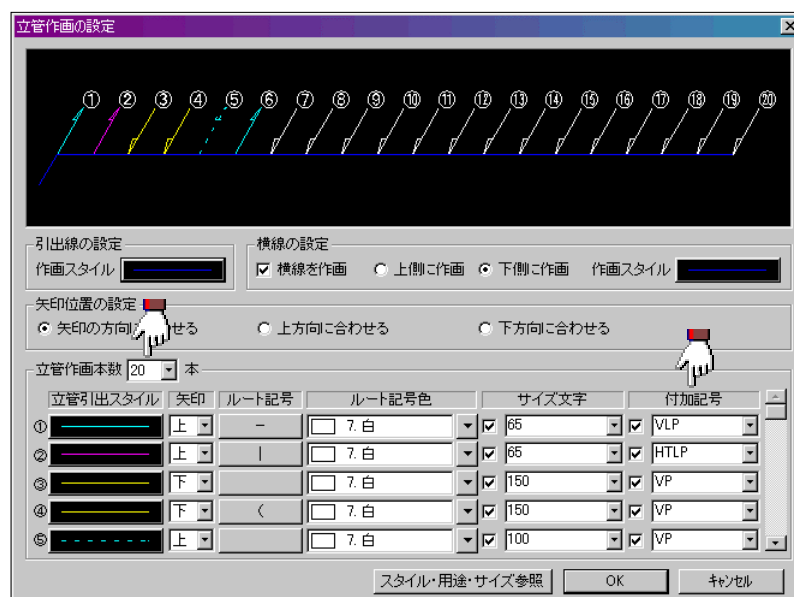 立管作画の設定
① ② ③ ④ ⑤ ⑥ ⑦ ⑧ ⑨ ⑩ ⑪ ⑫ ⑬ ⑭ ⑮ ⑯ ⑰ ⑱ ⑲ ⑳
引出線の設定
作画スタイル
横線の設定
横線を作画 上側に作画 下側に作画 作画スタイル
矢印位置の設定
矢印の方向に せる 上方向に合わせる 下方向に合わせる
立管作画本数 20 本
立管引出スタイル 矢印 ルート記号 ルート記号色 サイズ文字 付加記号
① 上 － 7. 白 65 VLP
② 上 | 7. 白 65 HTLP
③ 下 7. 白 150 VP
④ 下 く 7. 白 150 VP
⑤ 上 7. 白 100 VP
スタイル・用途・サイズ参照 OK キャンセル